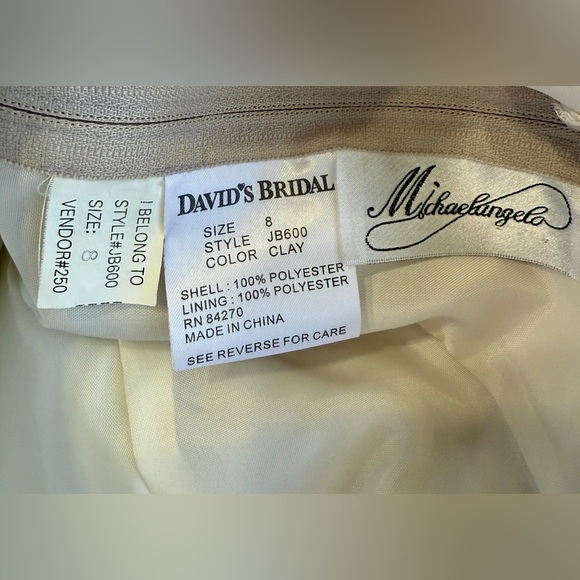 I BELONG TO
STYLE#JB600
SIZE: 8
VENDOR#250
DAVID'S BRIDAL
SIZE 8
STYLE JB600
COLOR CLAY
SHELL : 100% POLYESTER
LINING : 100% POLYESTER
RN 84270
MADE IN CHINA
SEE REVERSE FOR CARE
Michaelangelo